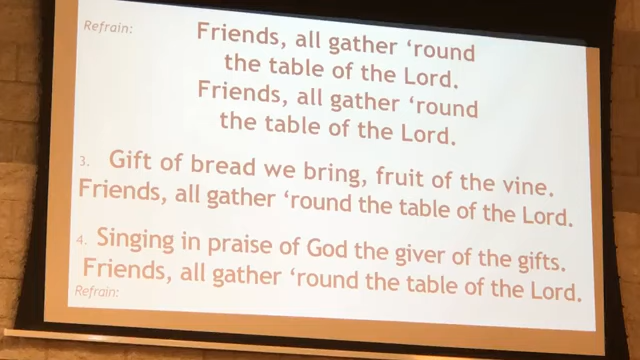 Refrain: Friends, all gather ‘round
the table of the Lord.
Friends, all gather ‘round
the table of the Lord.
3. Gift of bread we bring, fruit of the vine.
Friends, all gather ‘round the table of the Lord.
4. Singing in praise of God the giver of the gifts.
Friends, all gather ‘round the table of the Lord.
Refrain: